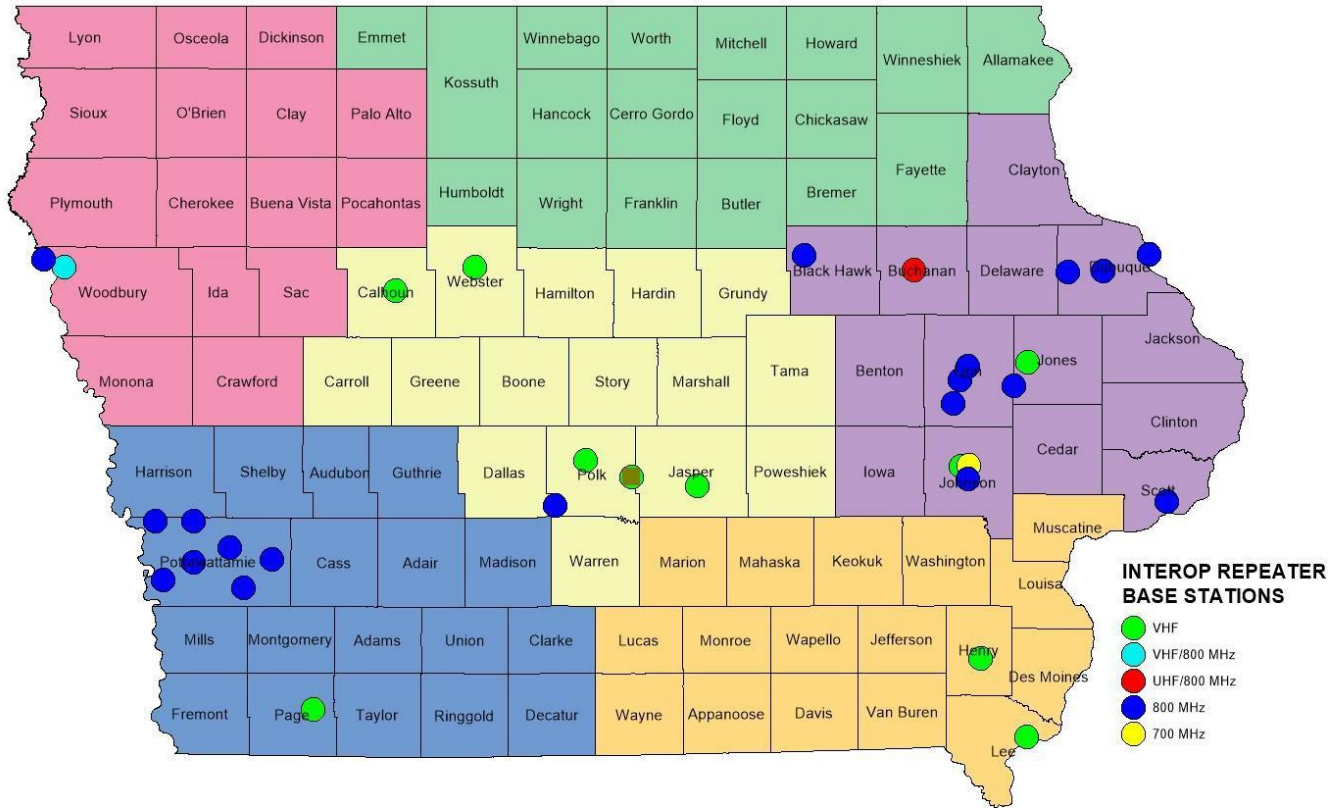 Lyon
Osceola
Dickinson
Emmet
Kossuth
Winnebago
Worth
Mitchell
Howard
Winneshiek
Allamakee
Sioux
O'Brien
Clay
Palo Alto
Hancock
Cerro Gordo
Floyd
Chickasaw
Fayette
Clayton
Plymouth
Cherokee
Buena Vista
Pocahontas
Humboldt
Wright
Franklin
Butler
Bremer
Woodbury
Ida
Sac
Calhoun
Webster
Hamilton
Hardin
Grundy
Black Hawk
Buchanan
Delaware
Dubuque
Jackson
Monona
Crawford
Carroll
Greene
Boone
Story
Marshall
Tama
Benton
Linn
Jones
Clinton
Harrison
Shelby
Audubon
Guthrie
Dallas
Polk
Jasper
Poweshiek
Iowa
Johnson
Cedar
Scott
Muscatine
Pottawattamie
Cass
Adair
Madison
Warren
Marion
Mahaska
Keokuk
Washington
Louisa
Mills
Montgomery
Adams
Union
Clarke
Lucas
Monroe
Wapello
Jefferson
Henry
Des Moines
Fremont
Page
Taylor
Ringgold
Decatur
Wayne
Appanoose
Davis
Van Buren
Lee
INTEROP REPEATER
BASE STATIONS
VHF
VHF/800 MHz
UHF/800 MHz
800 MHz
700 MHz